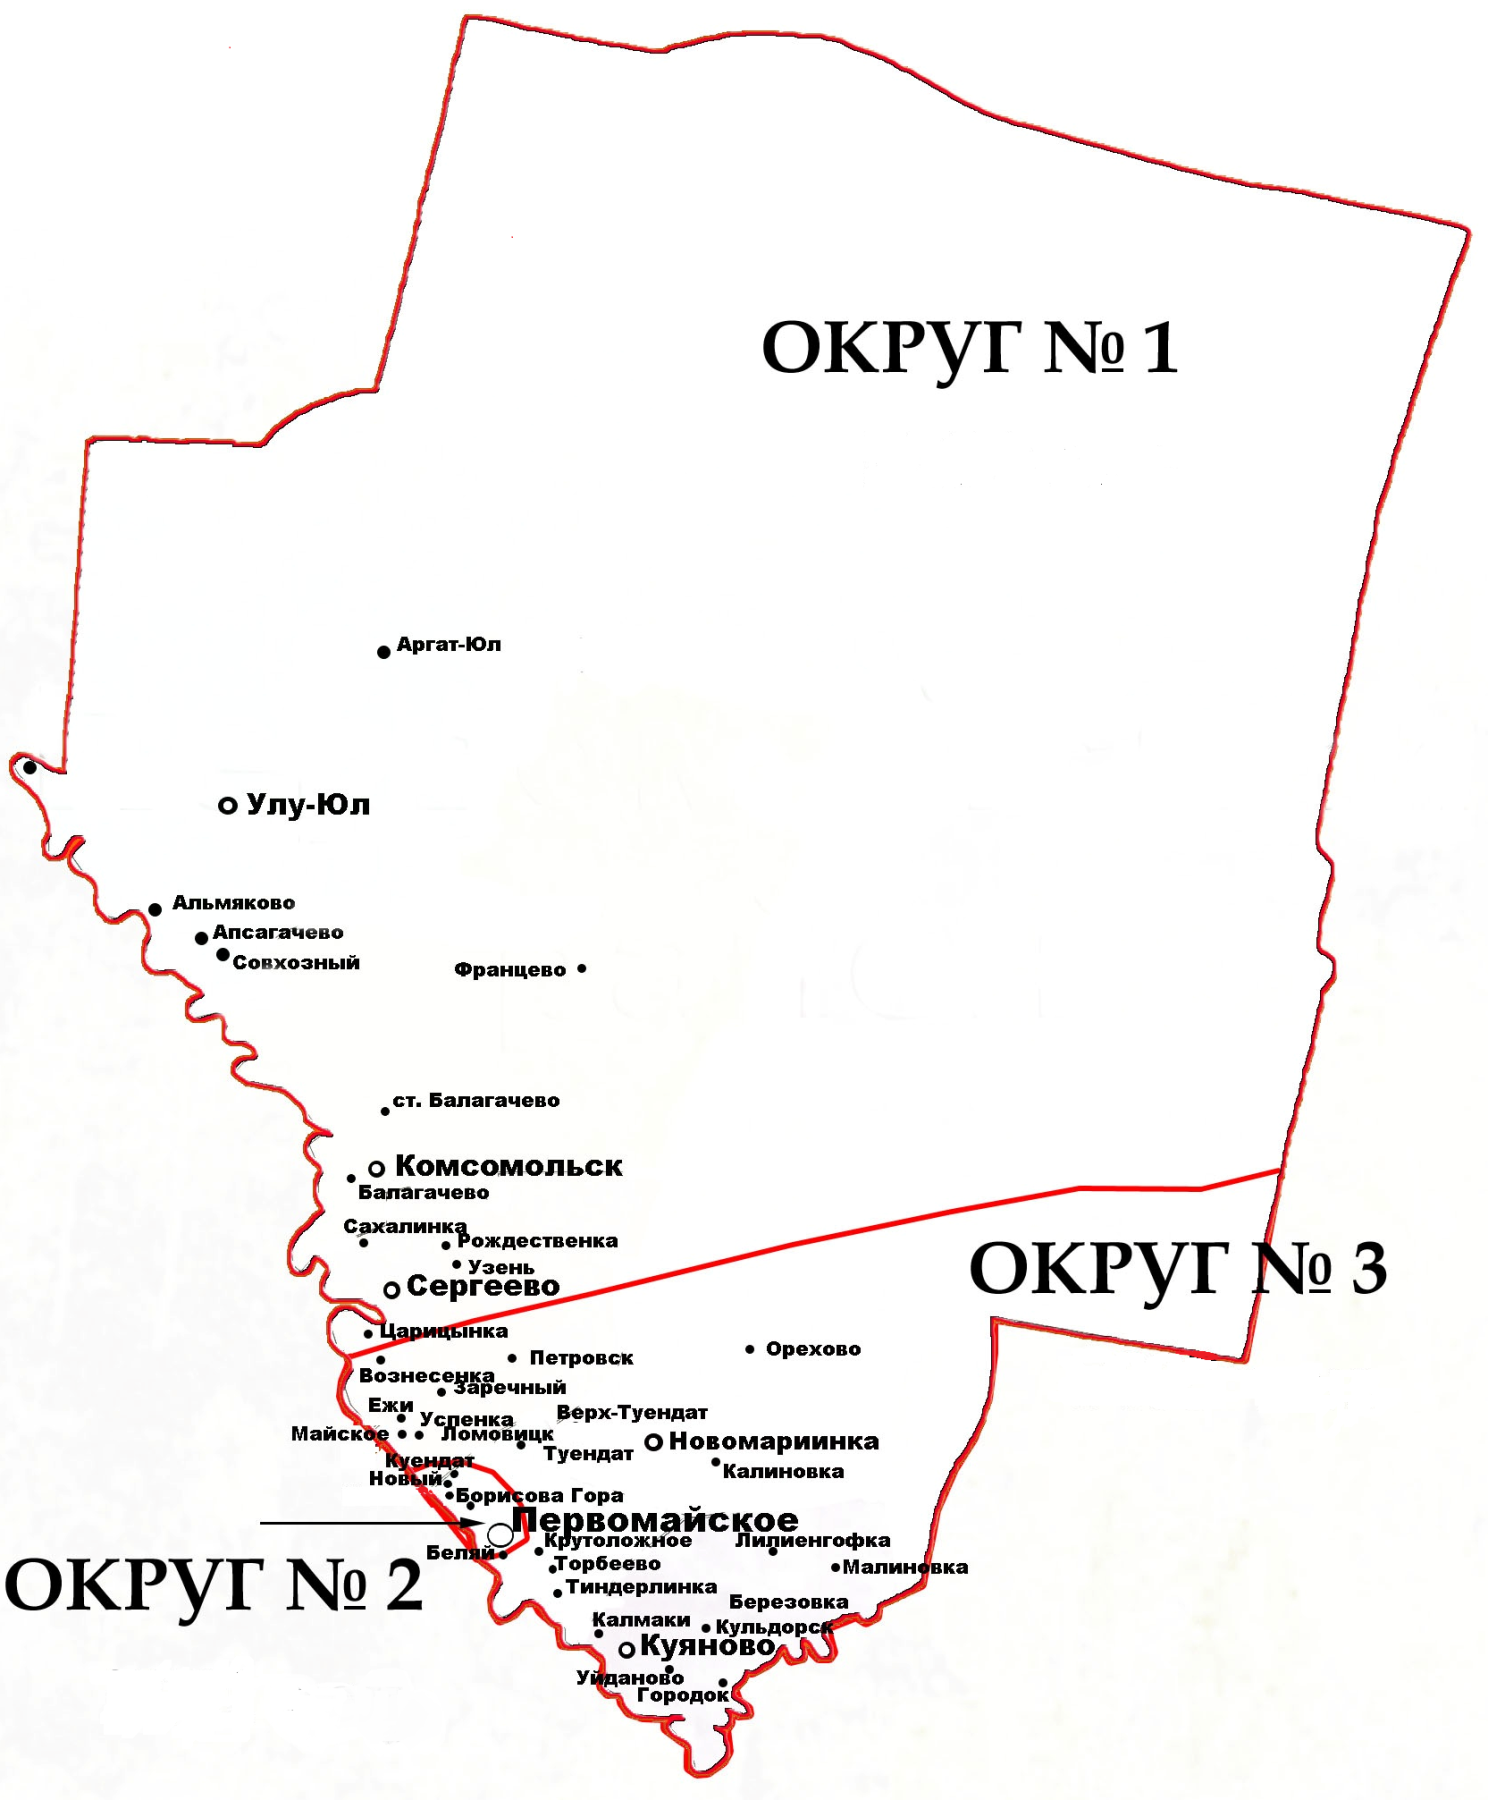 ОКРУГ № 1
Аргат-Юл
Улу-Юл
Альмяково
Апсагачево
Совхозный
Францево
ст. Балагачево
Комсомольск
Балагачево
Сахалинка
Рождественка
Узень
ОКРУГ № 3
Сергеево
Царицынка
Орехово
Петровск
Вознесенка
Заречный
Ежи
Верх-Туендат
Успенка
Майское
Ломовицк
Новомариинка
Туендат
Куендат
Калиновка
Новый
Борисова Гора
Первомайское
Крутоложное
Лилиенгофка
Беляй
Торбеево
Малиновка
ОКРУГ № 2
Тиндерлинка
Березовка
Калмаки
Кульдорск
Куяново
Уйданово
Городок